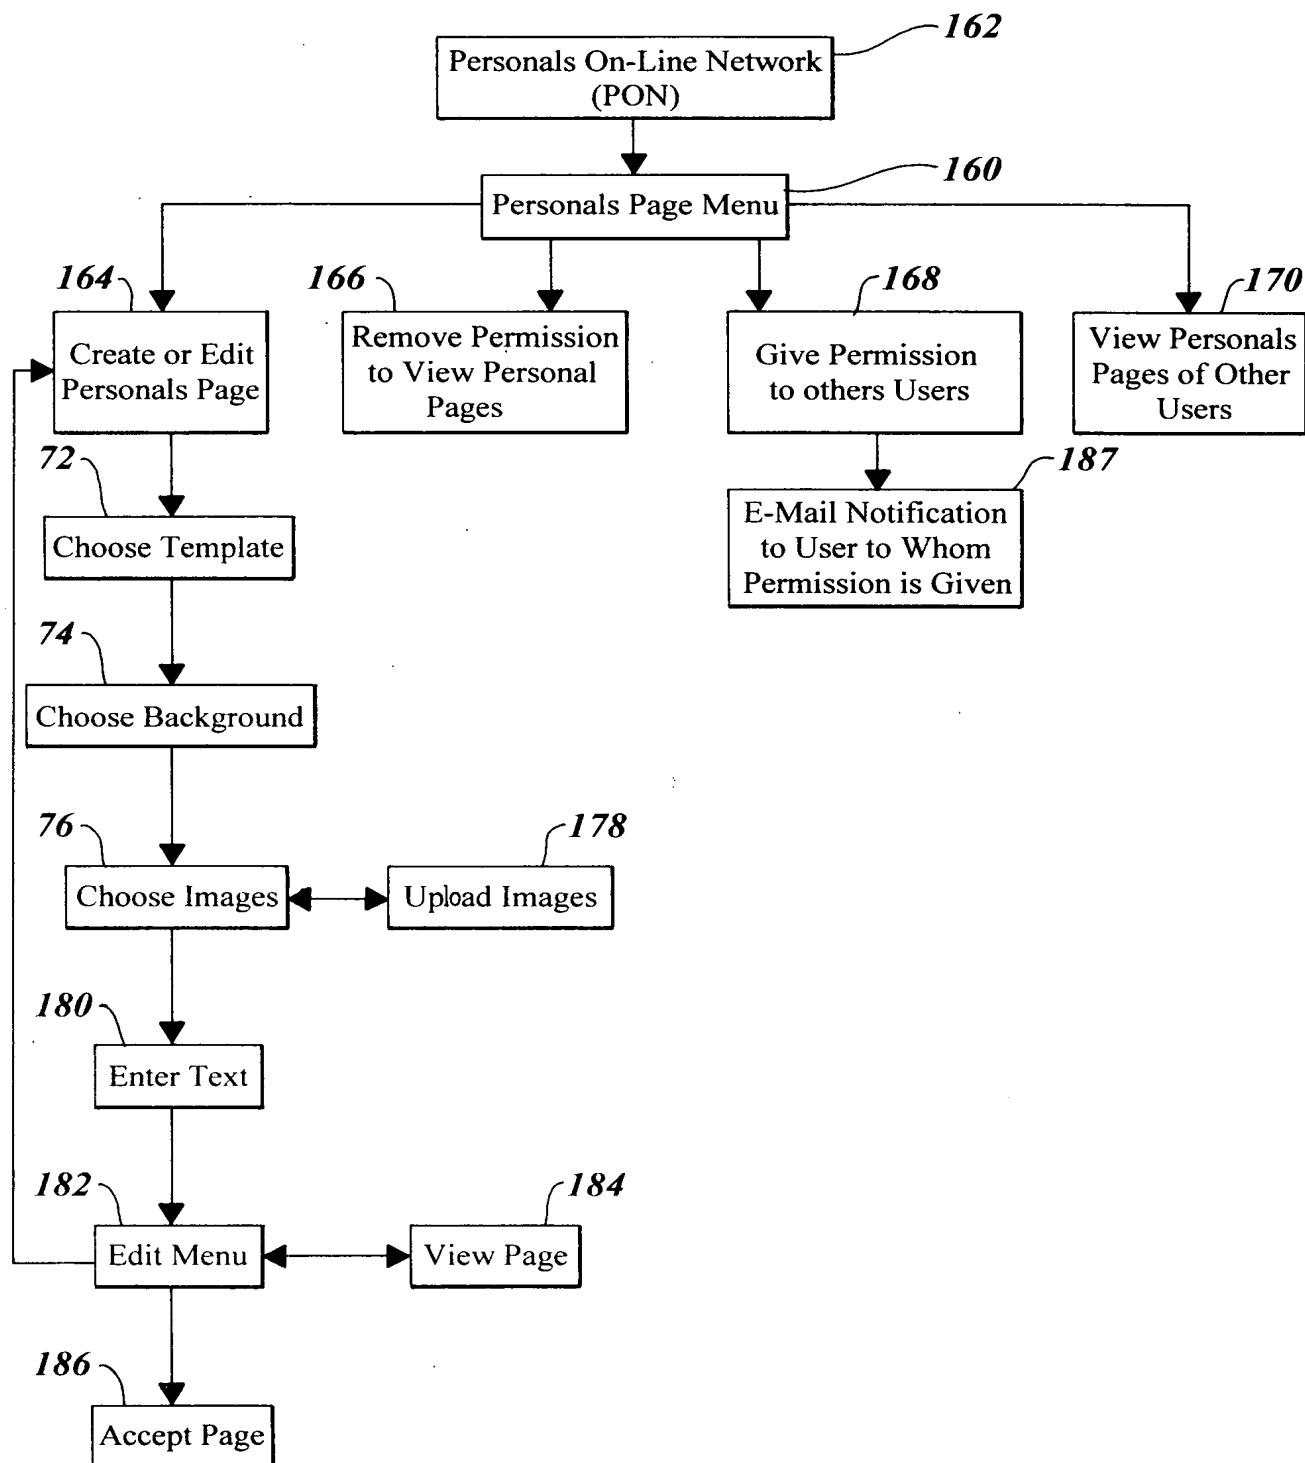 162
Personals On-Line Network
(PON)
160
Personals Page Menu
164
166
168
170
Create or Edit
Personals Page
Remove Permission
to View Personal
Pages
Give Permission
to others Users
View Personals
Pages of Other
Users
72
187
Choose Template
E-Mail Notification
to User to Whom
Permission is Given
74
Choose Background
76
178
Choose Images
Upload Images
180
Enter Text
182
184
Edit Menu
View Page
186
Accept Page